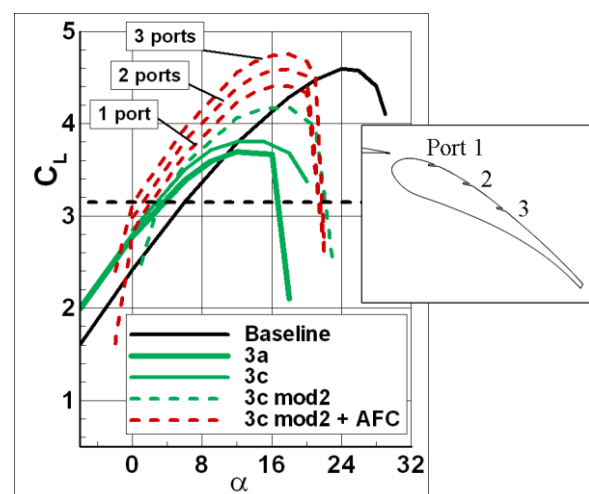 5
4
3
2
1
C_L
3 ports
2 ports
1 port
Port 1
2
3
Baseline
3a
3c
3c mod2
3c mod2 + AFC
0 8 16 24 32
α